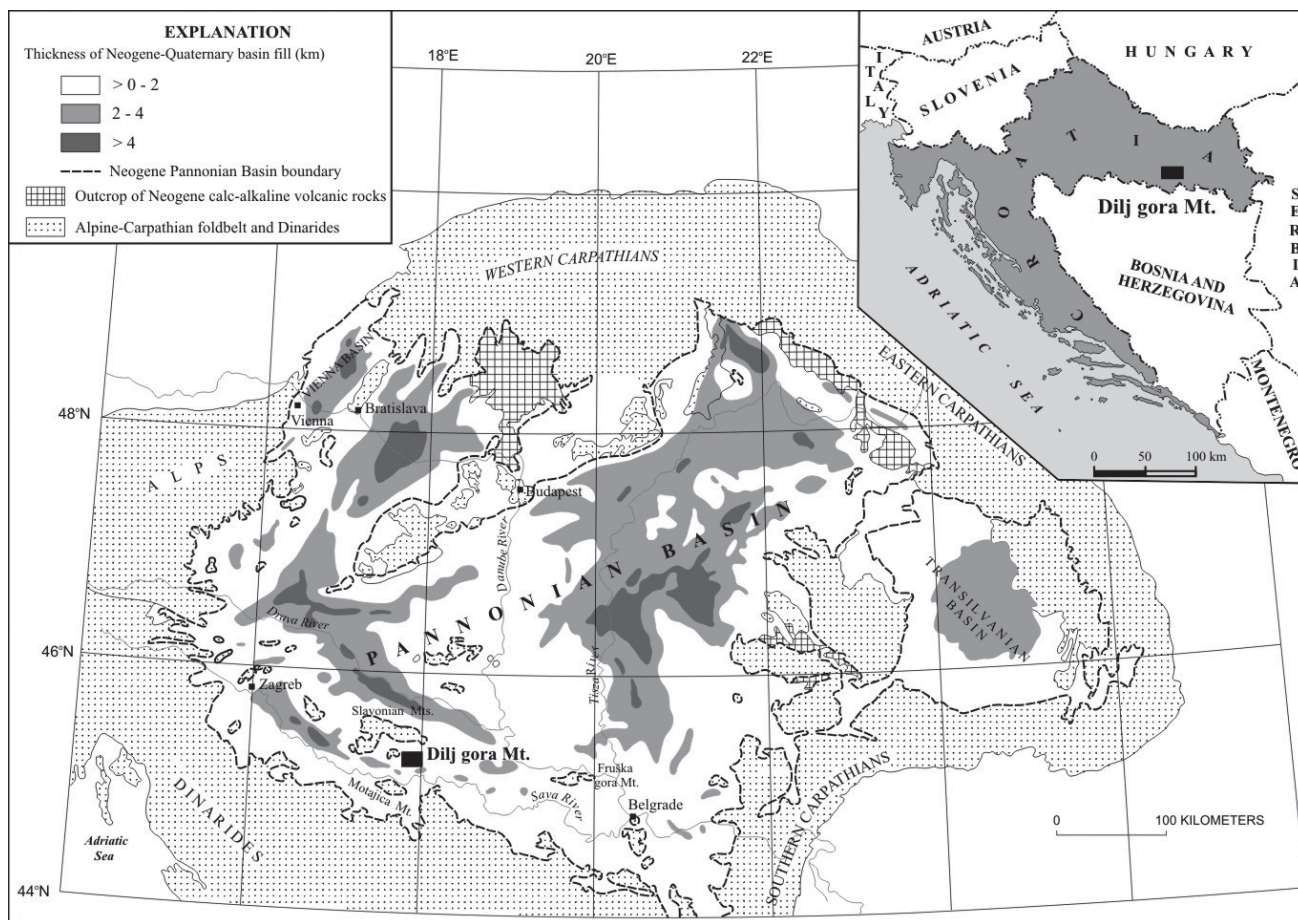 EXPLANATION
Thickness of Neogene-Quaternary basin fill (km)
> 0 - 2
2 - 4
> 4
Neogene Pannonian Basin boundary
Outcrop of Neogene calc-alkaline volcanic rocks
Alpine-Carpathian foldbelt and Dinarides
18°E
20°E
22°E
48°N
46°N
44°N
AUSTRIA
HUNGARY
ITALY
SLOVENIA
CROATIA
Dilj gora Mt.
SERBIA
BOSNIA AND
HERZEGOVINA
ADRIATIC SEA
MONTENEGRO
0 50 100 km
WESTERN CARPATHIANS
EASTERN CARPATHIANS
VIENNA BASIN
Vienna
Bratislava
ALPS
Budapest
Danube River
PANNONIAN BASIN
TRANSILVANIAN
BASIN
Drava River
Tisza River
Zagreb
Slavonian Mts.
Dilj gora Mt.
Fruška
gora Mt.
Motajica Mt.
Sava River
Belgrade
SOUTHERN CARPATHIANS
DINARIDES
Adriatic
Sea
0 100 KILOMETERS